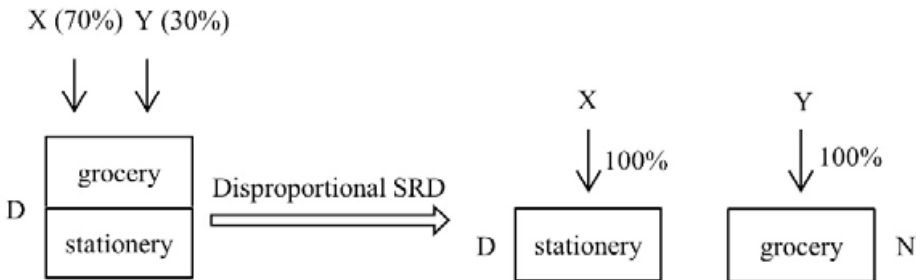 X (70%) Y (30%)
X Y
100% 100%
grocery
D
stationery
Disproportional SRD
D stationery grocery N